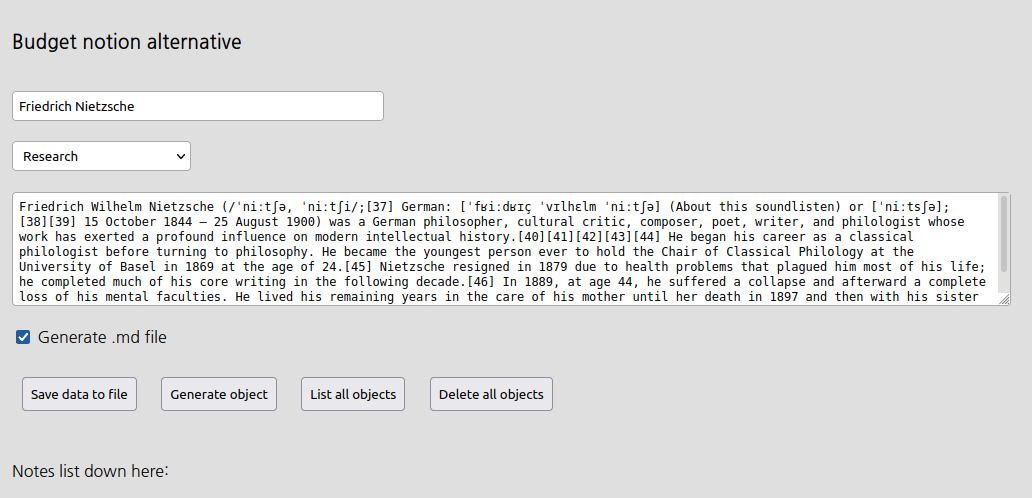 Budget notion alternative
Friedrich Nietzsche
Research
Friedrich Wilhelm Nietzsche (/ˈniːtʃə, ˈniːtʃi/;[37] German: [ˈfʁiːdʁɪç ˈvɪlhɛlm ˈniːtʃə] (About this soundlisten) or [ˈniːtsʃə];
[38][39] 15 October 1844 – 25 August 1900) was a German philosopher, cultural critic, composer, poet, writer, and philologist whose
work has exerted a profound influence on modern intellectual history.[40][41][42][43][44] He began his career as a classical
philologist before turning to philosophy. He became the youngest person ever to hold the Chair of Classical Philology at the
University of Basel in 1869 at the age of 24.[45] Nietzsche resigned in 1879 due to health problems that plagued him most of his life;
he completed much of his core writing in the following decade.[46] In 1889, at age 44, he suffered a collapse and afterward a complete
loss of his mental faculties. He lived his remaining years in the care of his mother until her death in 1897 and then with his sister
Generate .md file
Save data to file Generate object List all objects Delete all objects
Notes list down here: